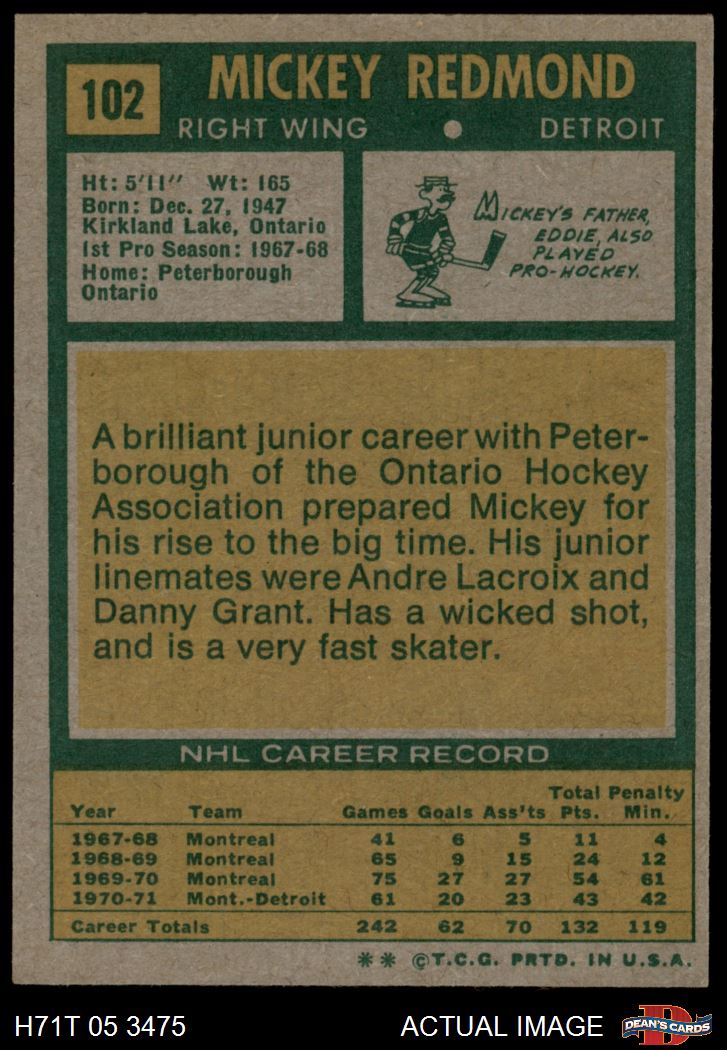 102
MICKEY REDMOND
RIGHT WING • DETROIT
Ht: 5'11" Wt: 165
Born: Dec. 27, 1947
Kirkland Lake, Ontario
1st Pro Season: 1967-68
Home: Peterborough
Ontario
MICKEY'S FATHER,
EDDIE, ALSO
PLAYED
PRO-HOCKEY.
A brilliant junior career with Peter-
borough of the Ontario Hockey
Association prepared Mickey for
his rise to the big time. His junior
linemates were Andre Lacroix and
Danny Grant. Has a wicked shot,
and is a very fast skater.
NHL CAREER RECORD
Year Team Games Goals Ass'ts Total Pts. Penalty Min.
1967-68 Montreal 41 6 5 11 4
1968-69 Montreal 65 9 15 24 12
1969-70 Montreal 75 27 27 54 61
1970-71 Mont.-Detroit 61 20 23 43 42
Career Totals 242 62 70 132 119
** ©T.C.G. PRTD. IN U.S.A.
H71T 05 3475 ACTUAL IMAGE D DEAN'S CARDS